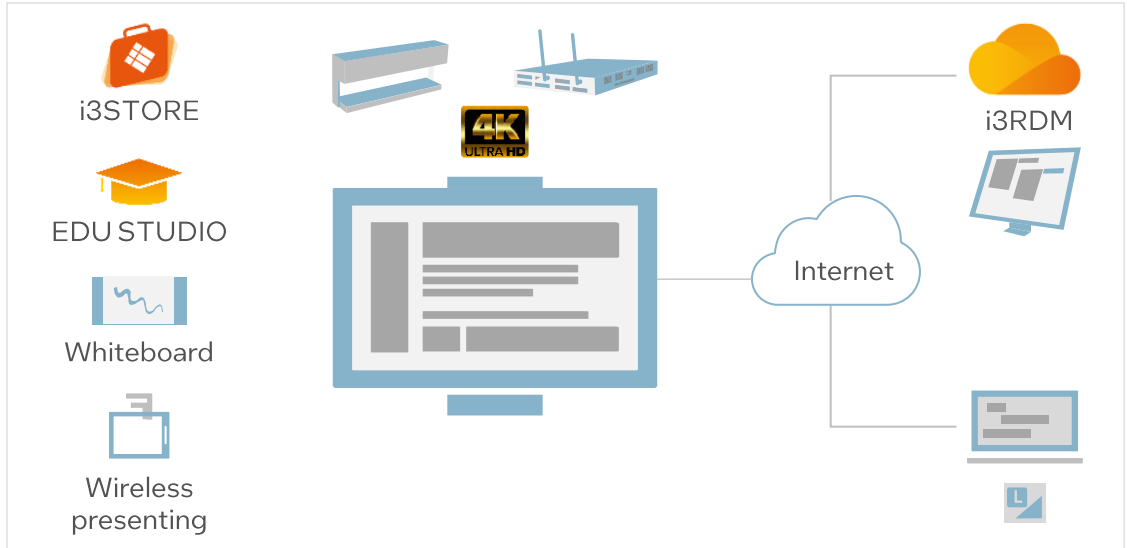 i3STORE
EDU STUDIO
Whiteboard
Wireless
presenting
4K
ULTRA HD
Internet
i3RDM
L